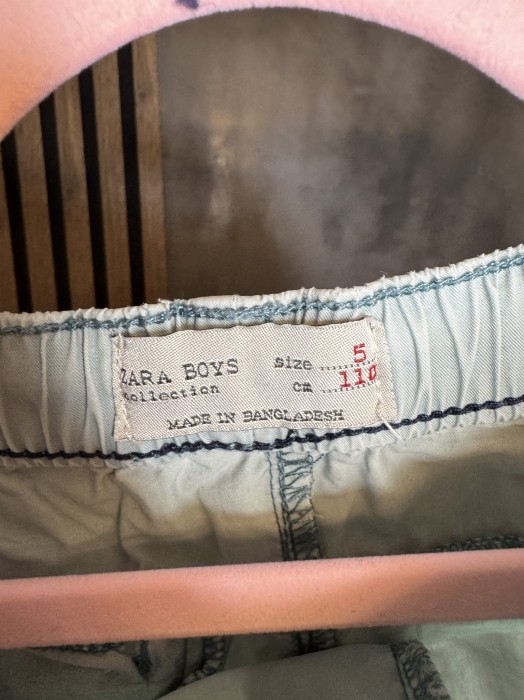 ZARA BOYS
collection
size ........ 5
cm ........ 110
MADE IN BANGLADESH